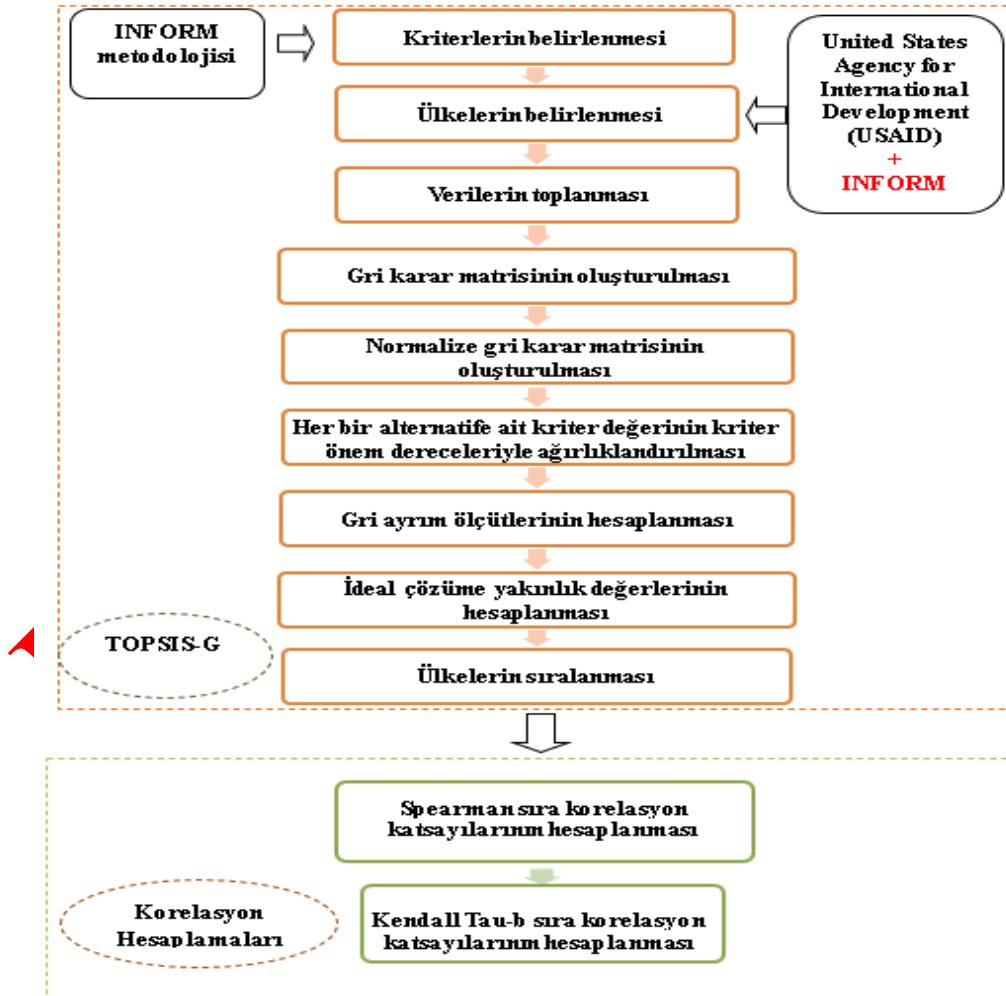 INFORM
metodolojisi
Kriterlerin belirlenmesi
United States
Agency for
International
Development
(USAID)
+
INFORM
Ülkelerin belirlenmesi
Verilerin toplanması
Gri karar matrisinin oluşturulması
Normalize gri karar matrisinin
oluşturulması
Her bir alternatife ait kriter değerinin kriter
önem dereceleriyle ağırlıklandırılması
Gri ayrım ölçütlerinin hesaplanması
İdeal çözüme yakınlık değerlerinin
hesaplanması
TOPSIS-G
Ülkelerin sıralanması
Spearman sıra korelasyon
katsayılarının hesaplanması
Korelasyon
Hesaplamaları
Kendall Tau-b sıra korelasyon
katsayılarının hesaplanması